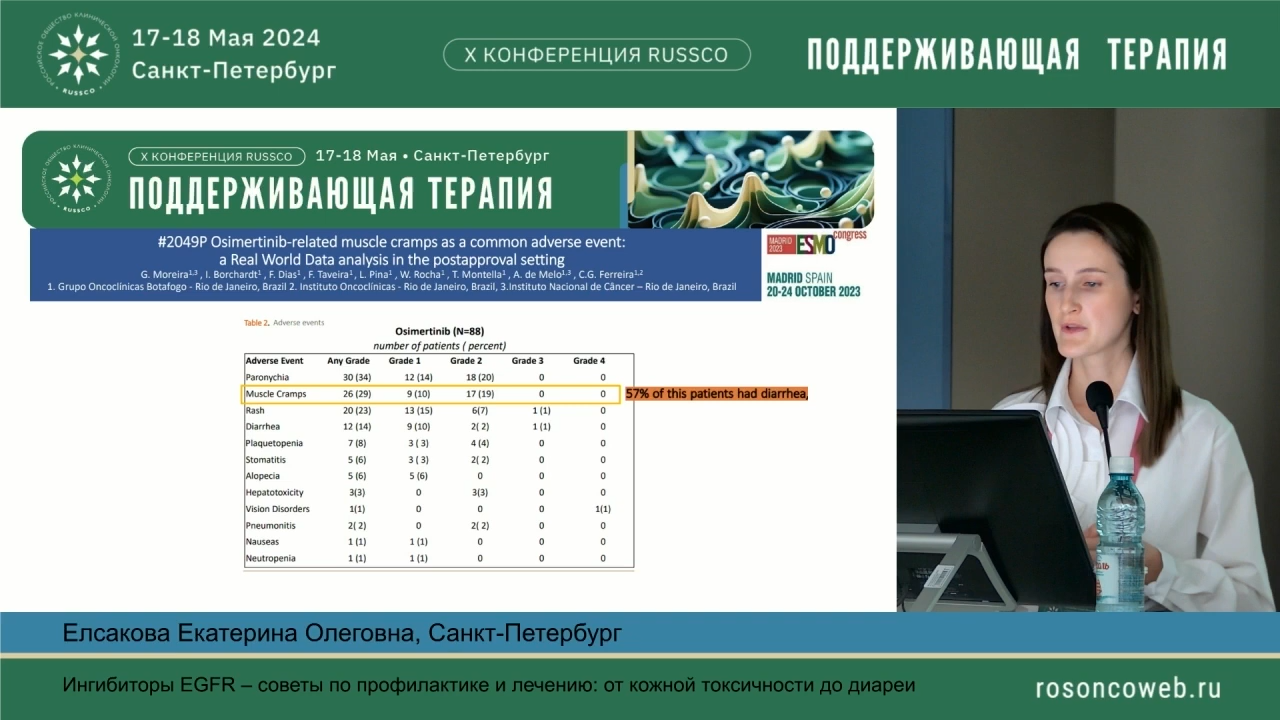 17-18 Мая 2024
Санкт-Петербург
X КОНФЕРЕНЦИЯ RUSSCO
ПОДДЕРЖИВАЮЩАЯ ТЕРАПИЯ
РОССИЙСКОЕ ОБЩЕСТВО КЛИНИЧЕСКОЙ ОНКОЛОГИИ • RUSSCO •
X КОНФЕРЕНЦИЯ RUSSCO 17-18 Мая • Санкт-Петербург
ПОДДЕРЖИВАЮЩАЯ ТЕРАПИЯ
#2049P Osimertinib-related muscle cramps as a common adverse event:
a Real World Data analysis in the postapproval setting
G. Moreira1,3 , I. Borchardt1 , F. Dias1 , F. Taveira1 , L. Pina1 , W. Rocha1 , T. Montella1 , A. de Melo1,3 , C.G. Ferreira1,2
1. Grupo Oncoclínicas Botafogo - Rio de Janeiro, Brazil 2. Instituto Oncoclínicas - Rio de Janeiro, Brazil, 3.Instituto Nacional de Câncer – Rio de Janeiro, Brazil
MADRID 2023 ESMO congress
MADRID SPAIN
20-24 OCTOBER 2023
Table 2. Adverse events
Osimertinib (N=88)
number of patients ( percent)
Adverse Event Any Grade Grade 1 Grade 2 Grade 3 Grade 4
Paronychia 30 (34) 12 (14) 18 (20) 0 0
Muscle Cramps 26 (29) 9 (10) 17 (19) 0 0
57% of this patients had diarrhea,
Rash 20 (23) 13 (15) 6(7) 1 (1) 0
Diarrhea 12 (14) 9 (10) 2( 2) 1 (1) 0
Plaquetopenia 7 (8) 3 ( 3) 4 (4) 0 0
Stomatitis 5 (6) 3 ( 3) 2( 2) 0 0
Alopecia 5 (6) 5 (6) 0 0 0
Hepatotoxicity 3(3) 0 3(3) 0 0
Vision Disorders 1(1) 0 0 0 1(1)
Pneumonitis 2( 2) 0 2( 2) 0 0
Nauseas 1 (1) 1 (1) 0 0 0
Neutropenia 1 (1) 1 (1) 0 0 0
Елсакова Екатерина Олеговна, Санкт-Петербург
Ингибиторы EGFR – советы по профилактике и лечению: от кожной токсичности до диареи
rosoncoweb.ru